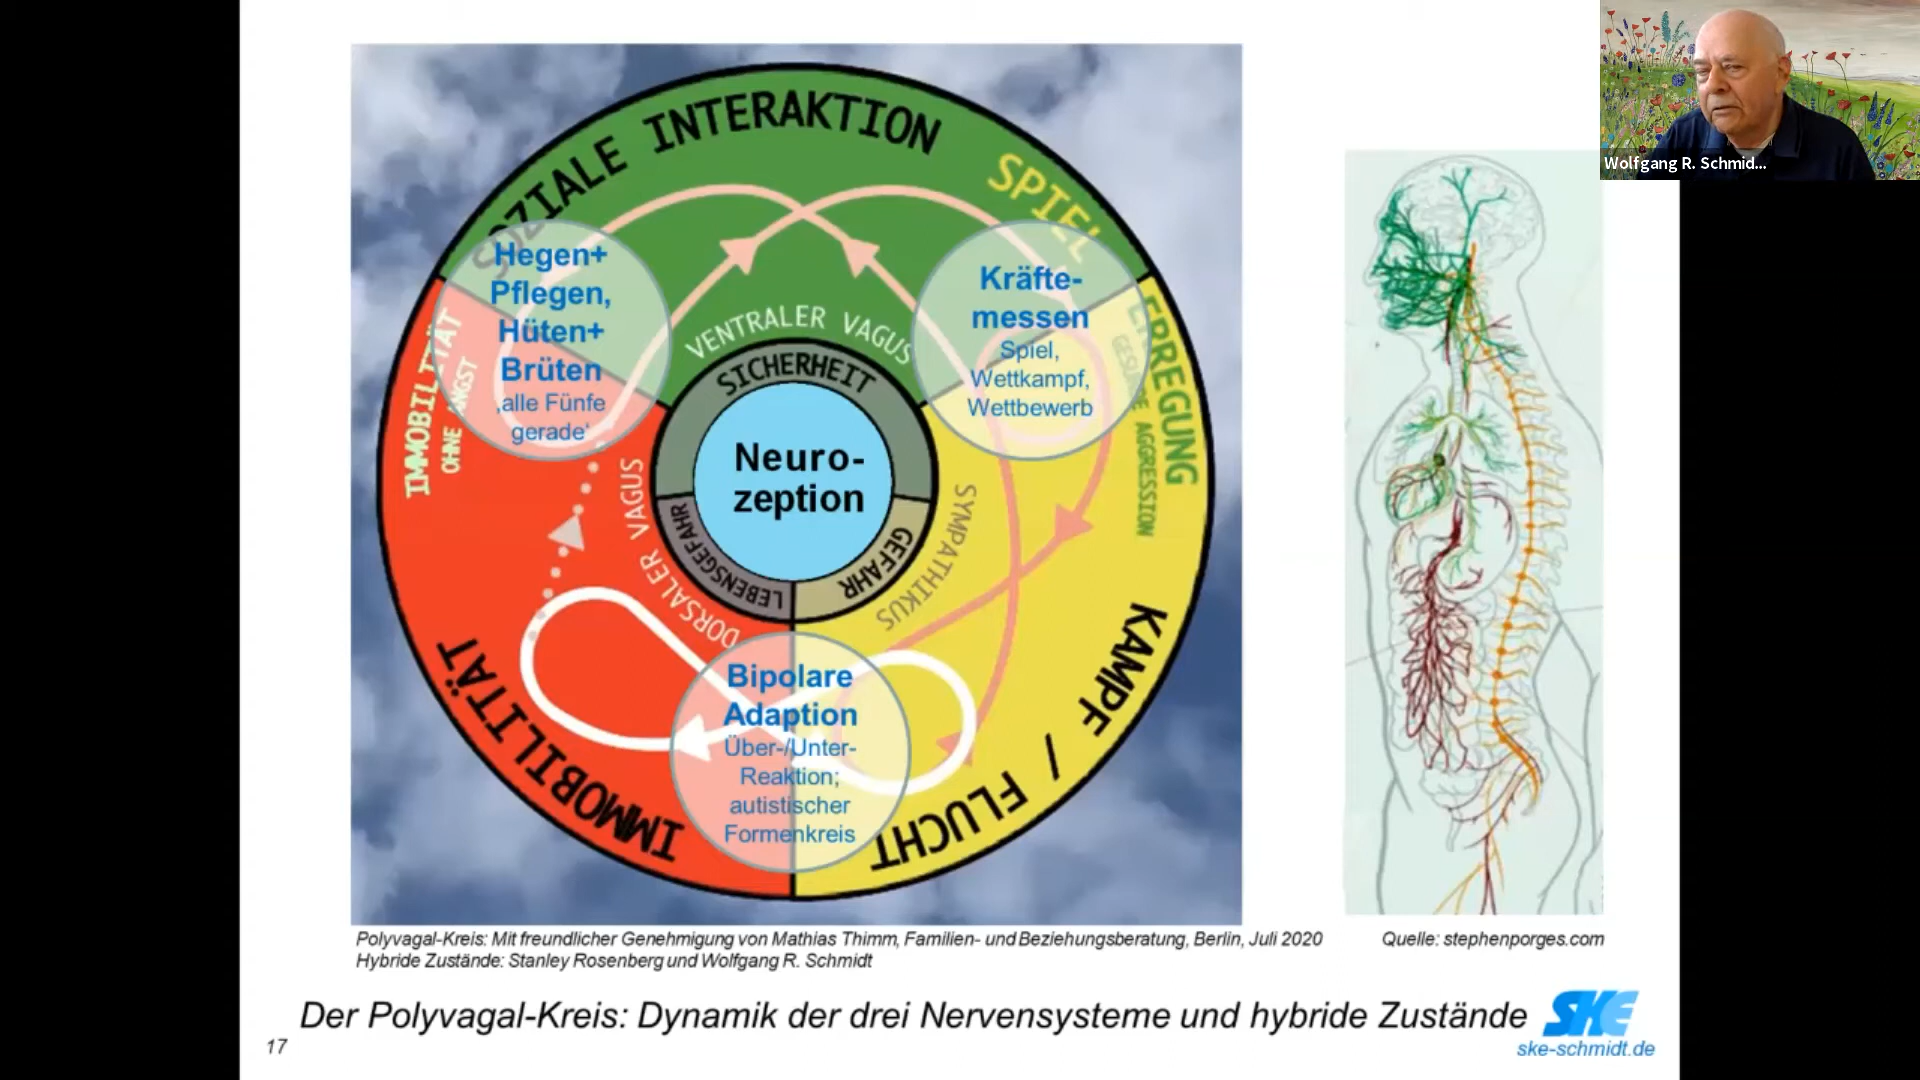 SOZIALE INTERAKTION
SPIEL
Hegen+
Pflegen,
Hüten+
Brüten
‚alle Fünfe
gerade‘
Kräfte-
messen
Spiel,
Wettkampf,
Wettbewerb
VENTRALER VAGUS
SICHERHEIT
IMMOBILITÄT
OHNE ANGST
ERREGUNG
GESUNDE AGGRESSION
Neuro-
zeption
DORSALER VAGUS
LEBENSGEFAHR
GEFAHR
SYMPATHIKUS
Bipolare
Adaption
Über-/Unter-
Reaktion;
autistischer
Formenkreis
IMMOBILITÄT
KAMPF / FLUCHT
Wolfgang R. Schmid...
Polyvagal-Kreis: Mit freundlicher Genehmigung von Mathias Thimm, Familien- und Beziehungsberatung, Berlin, Juli 2020
Hybride Zustände: Stanley Rosenberg und Wolfgang R. Schmidt
Quelle: stephenporges.com
Der Polyvagal-Kreis: Dynamik der drei Nervensysteme und hybride Zustände
SKE
ske-schmidt.de
17